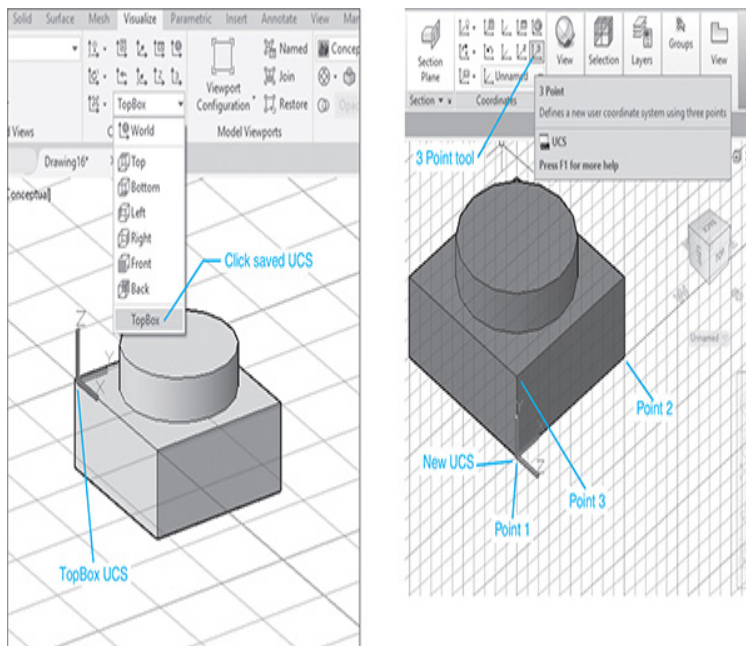 Solid Surface Mesh Visualize Parametric Insert Annotate View
Named
Join
Restore
TopBox
Viewport
Configuration
Model Viewports
World
Top
Bottom
Left
Right
Front
Back
TopBox
Views
Drawing16*
Conceptual]
Click saved UCS
Z
Y
X
TopBox UCS
Section
Plane
Unnamed
View
Selection
Layers
Groups
View
Section
Coordinates
3 Point
Defines a new user coordinate system using three points
UCS
Press F1 for more help
3 Point tool
Unnamed
Point 2
New UCS
Z
Point 3
Point 1